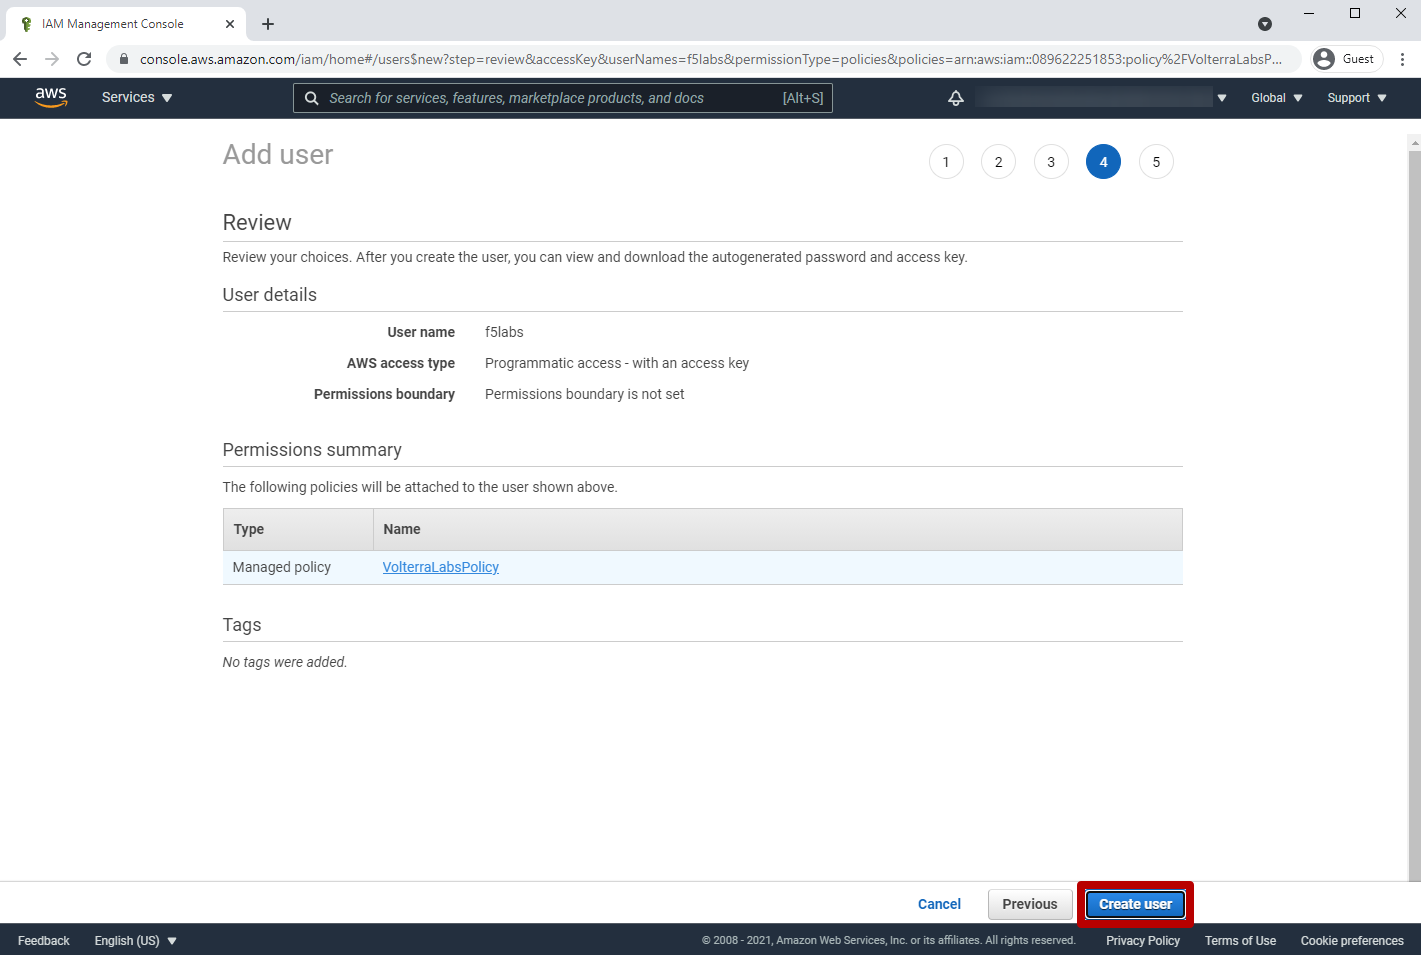 IAM Management Console
console.aws.amazon.com/iam/home#/users$new?step=review&accessKey&userNames=f5labs&permissionType=policies&policies=arn:aws:iam::089622251853:policy%2FVolterraLabsP...
Guest
aws
Services
Search for services, features, marketplace products, and docs
[Alt+S]
Global
Support
Add user
1
2
3
4
5
Review
Review your choices. After you create the user, you can view and download the autogenerated password and access key.
User details
User name f5labs
AWS access type Programmatic access - with an access key
Permissions boundary Permissions boundary is not set
Permissions summary
The following policies will be attached to the user shown above.
Type Name
Managed policy VolterraLabsPolicy
Tags
No tags were added.
Cancel
Previous
Create user
Feedback
English (US)
© 2008 - 2021, Amazon Web Services, Inc. or its affiliates. All rights reserved.
Privacy Policy
Terms of Use
Cookie preferences